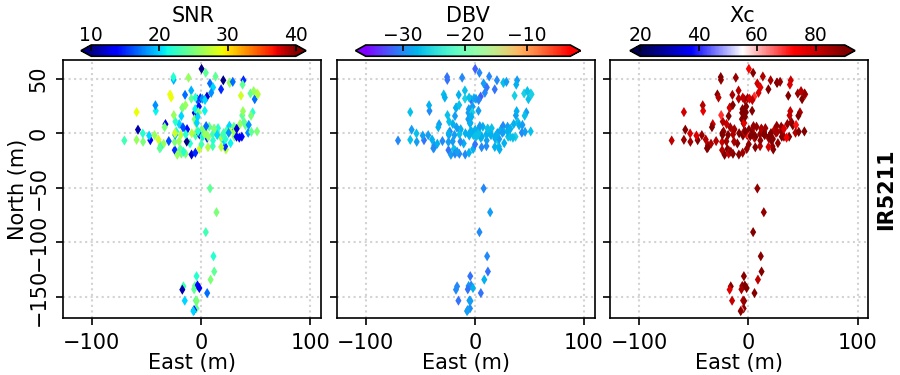 SNR DBV Xc
10 20 30 40 −30 −20 −10 20 40 60 80
50
0
−50
−100
−150
North (m)
IR5211
−100 0 100 −100 0 100 −100 0 100
East (m) East (m) East (m)